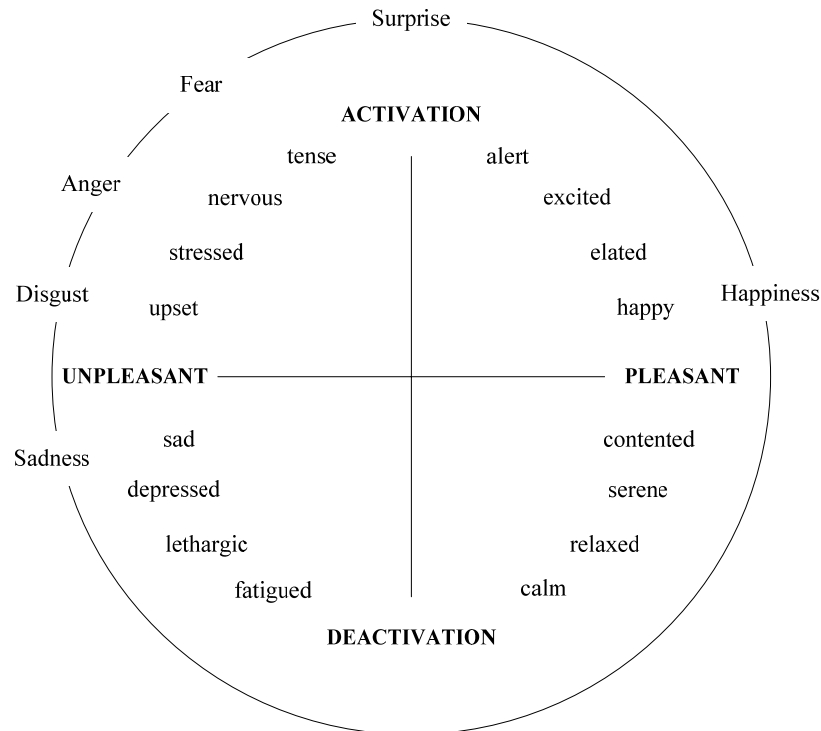 Surprise
Fear
ACTIVATION
tense alert
Anger
nervous excited
stressed elated
Disgust Happiness
upset happy
UNPLEASANT PLEASANT
sad contented
Sadness
depressed serene
lethargic relaxed
fatigued calm
DEACTIVATION